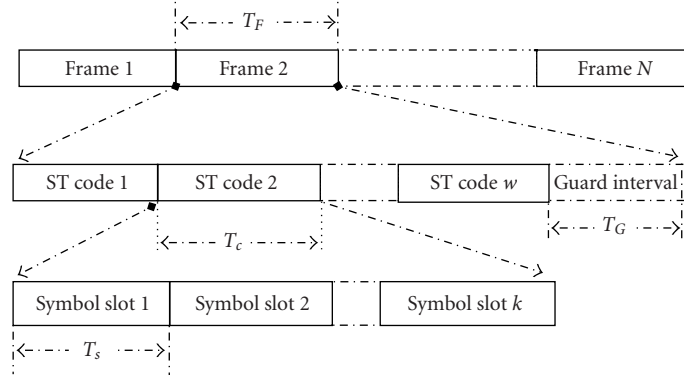 T_F
Frame 1 Frame 2 Frame N
ST code 1 ST code 2 ST code w Guard interval
T_c T_G
Symbol slot 1 Symbol slot 2 Symbol slot k
T_s